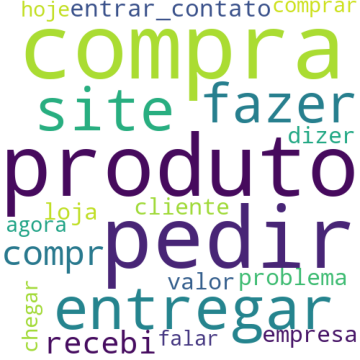 hoje entrar_contato comprar
compra
site fazer
dizer
produto
loja cliente
agora pedir
compr
valor problema
chegar entregar
recebi falar empresa